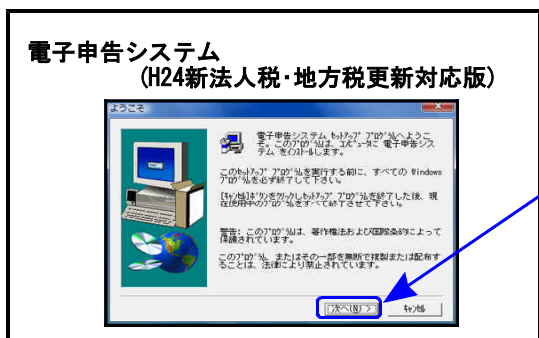 電子申告システム
(H24新法人税･地方税更新対応版)
ようこそ
電子申告システム ｾｯﾄｱｯﾌﾟ ﾌﾟﾛｸﾞﾗﾑへようこ
そ。このﾌﾟﾛｸﾞﾗﾑは、ｺﾝﾋﾟｭｰﾀに 電子申告シス
テム をｲﾝｽﾄｰﾙします。
このｾｯﾄｱｯﾌﾟ ﾌﾟﾛｸﾞﾗﾑを実行する前に、すべての Windows
ﾌﾟﾛｸﾞﾗﾑを必ず終了して下さい。
[ｷｬﾝｾﾙ]ﾎﾞﾀﾝをｸﾘｯｸしｾｯﾄｱｯﾌﾟ ﾌﾟﾛｸﾞﾗﾑを終了した後、現
在使用中のﾌﾟﾛｸﾞﾗﾑをすべて終了させて下さい。
警告: このﾌﾟﾛｸﾞﾗﾑは、著作権法および国際条約によって
保護されています。
このﾌﾟﾛｸﾞﾗﾑ、またはその一部を無断で複製または配布す
ることは、法律により禁止されています。
次へ(N) > ｷｬﾝｾﾙ